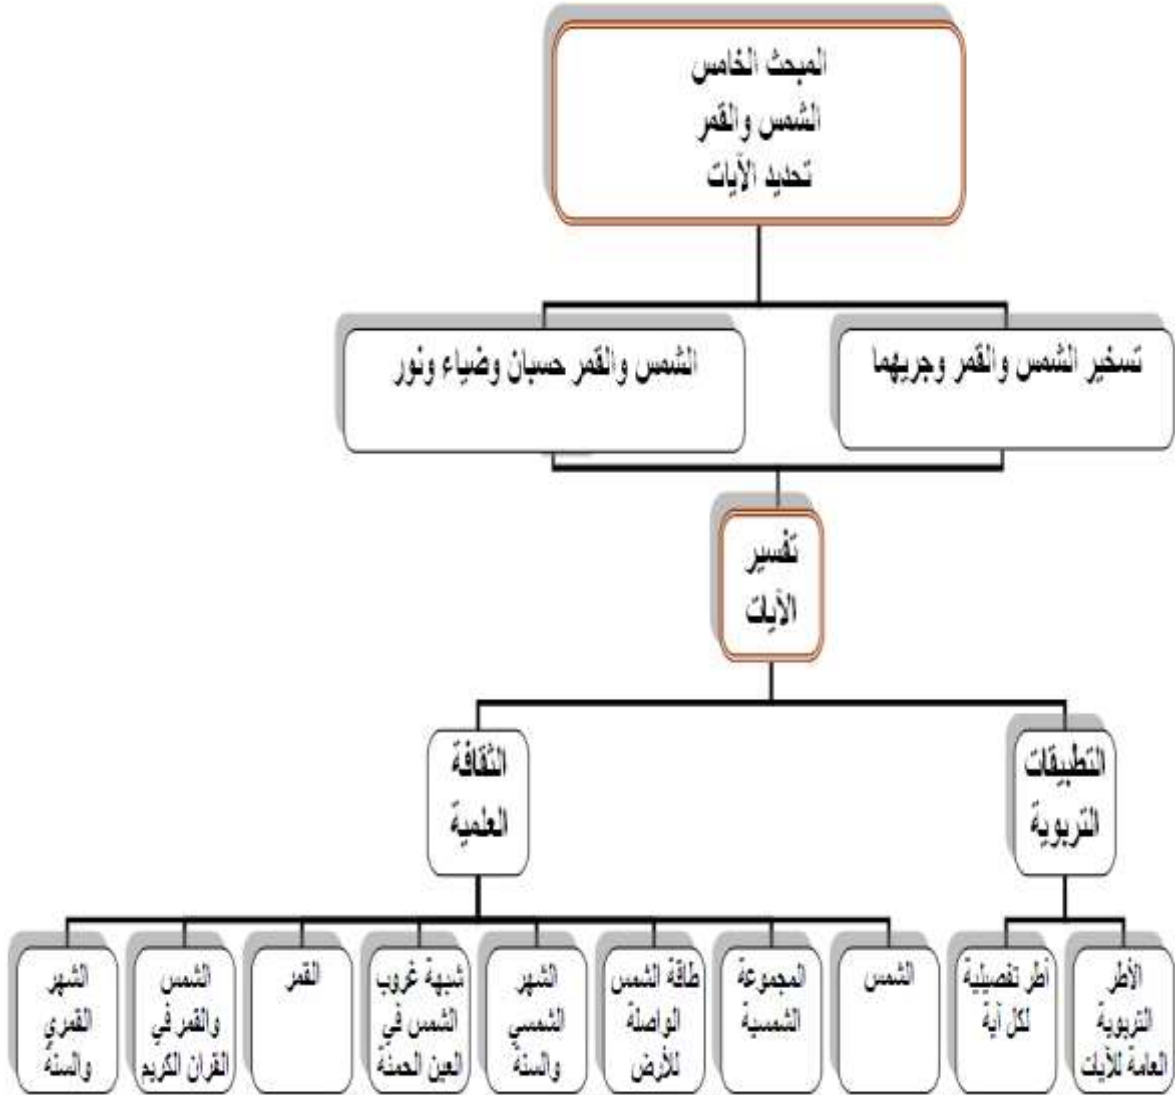 المبحث الخامس
الشمس والقمر
تحديد الآيات
تسخير الشمس والقمر وجريهما
الشمس والقمر حسبان وضياء ونور
تفسير
الآيات
التطبيقات
التربوية
الثقافة
العلمية
الأطر
التربوية
العامة للآيات
أطر تفصيلية
لكل آية
الشمس
المجموعة
الشمسية
طاقة الشمس
الواصلة
للأرض
الشهر
الشمسي
والسنة
شبهة غروب
الشمس في
العين الحمئة
القمر
الشمس
والقمر في
القران الكريم
الشهر
القمري
والسنة